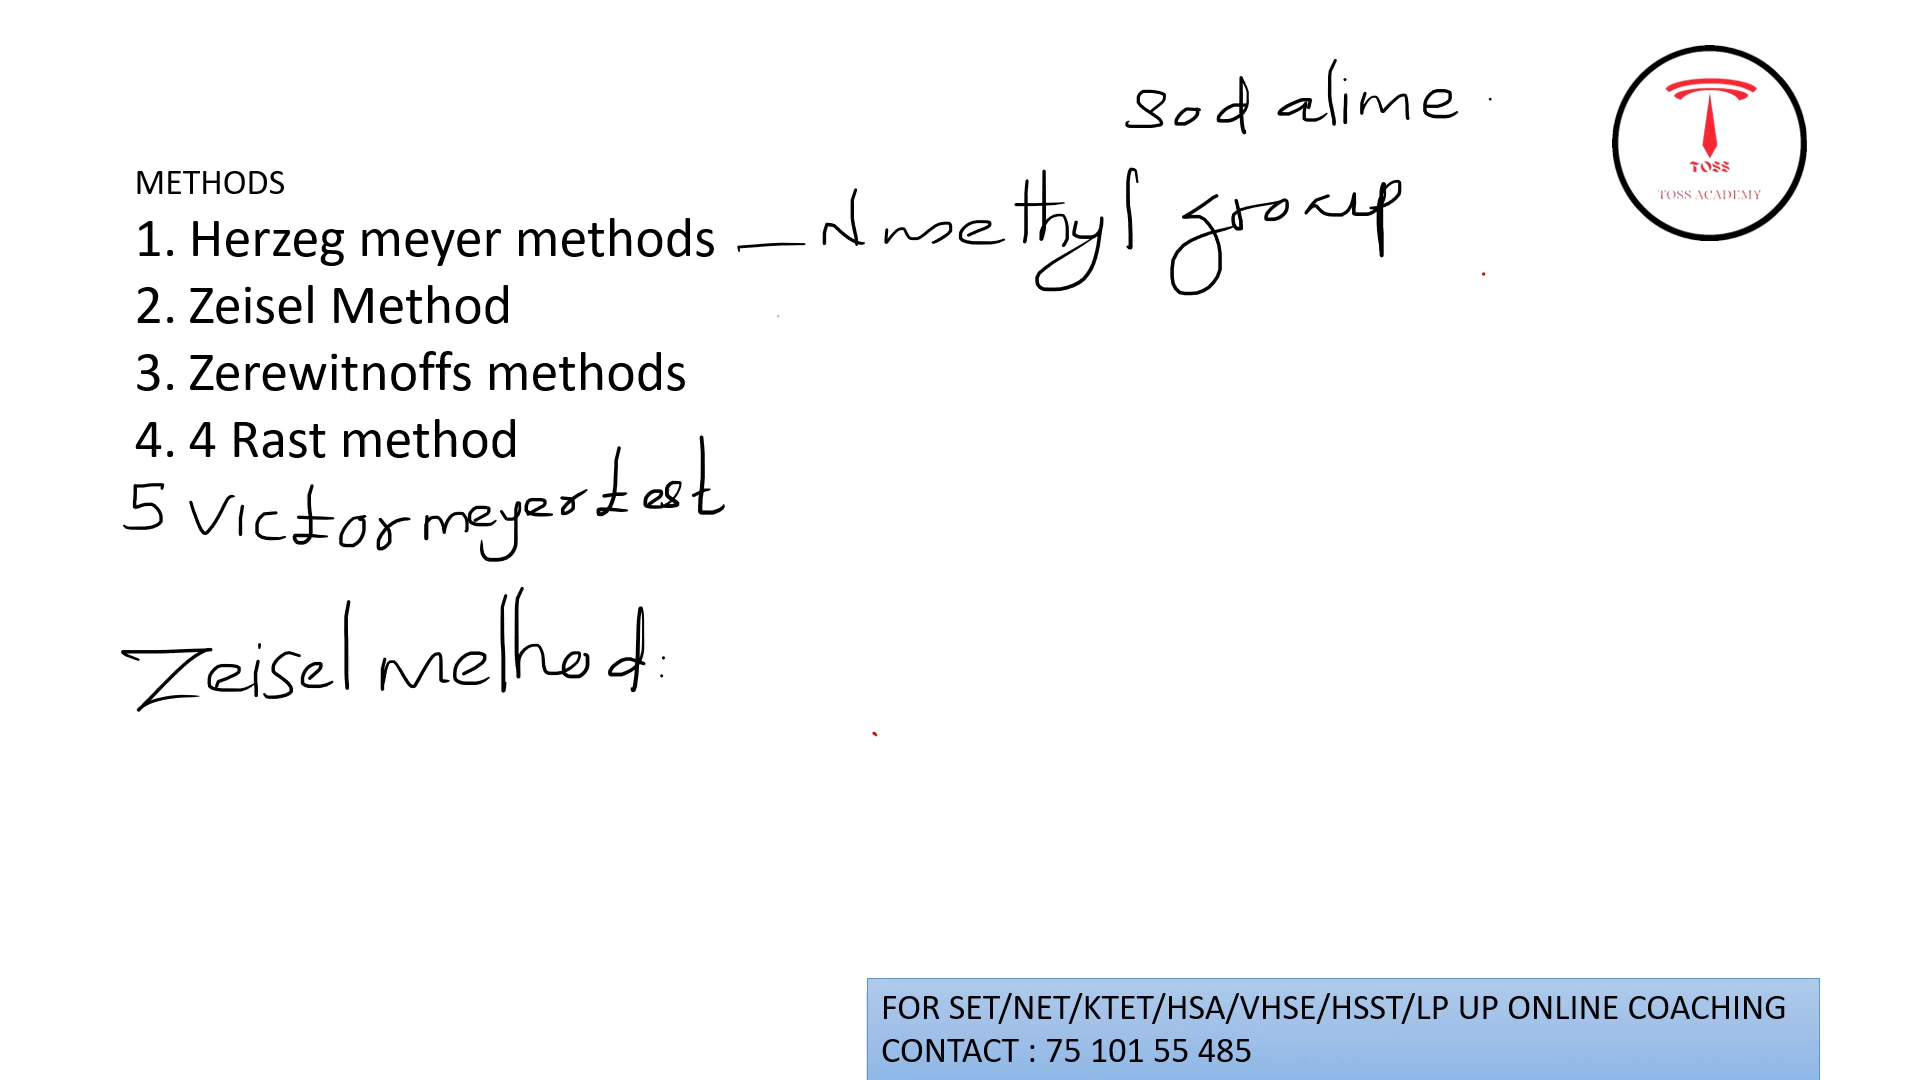 sodalime
METHODS
1. Herzeg meyer methods — N methyl group
2. Zeisel Method
3. Zerewitnoffs methods
4. 4 Rast method
5 Victor meyer test
Zeisel method:
TOSS
TOSS ACADEMY
FOR SET/NET/KTET/HSA/VHSE/HSST/LP UP ONLINE COACHING
CONTACT : 75 101 55 485